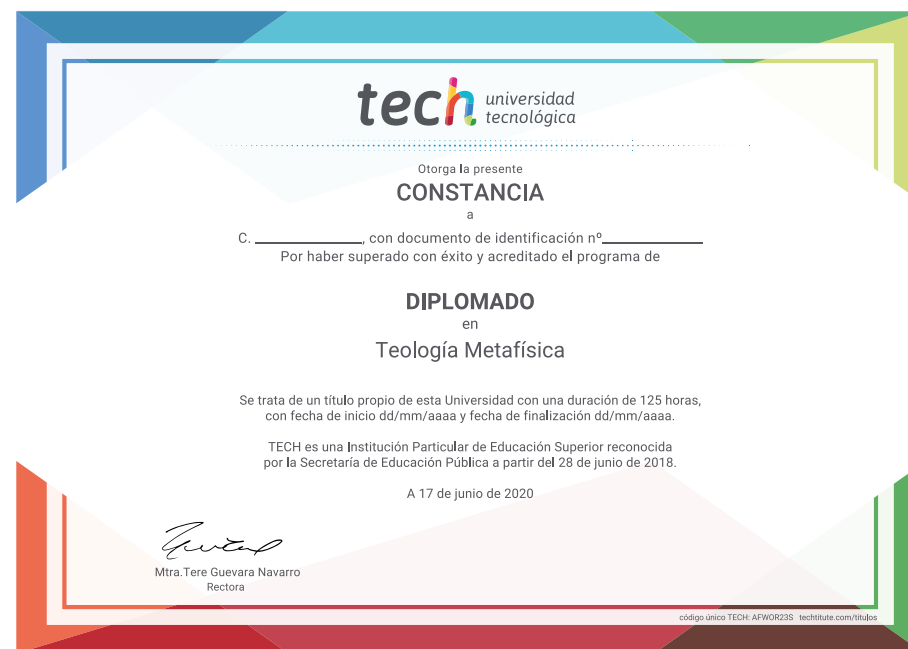 tech universidad
tecnológica
Otorga la presente
CONSTANCIA
a
C. ____________, con documento de identificación nº____________
Por haber superado con éxito y acreditado el programa de
DIPLOMADO
en
Teología Metafísica
Se trata de un título propio de esta Universidad con una duración de 125 horas,
con fecha de inicio dd/mm/aaaa y fecha de finalización dd/mm/aaaa.
TECH es una Institución Particular de Educación Superior reconocida
por la Secretaría de Educación Pública a partir del 28 de junio de 2018.
A 17 de junio de 2020
Mtra.Tere Guevara Navarro
Rectora
código único TECH: AFWOR23S techtitute.com/titulos